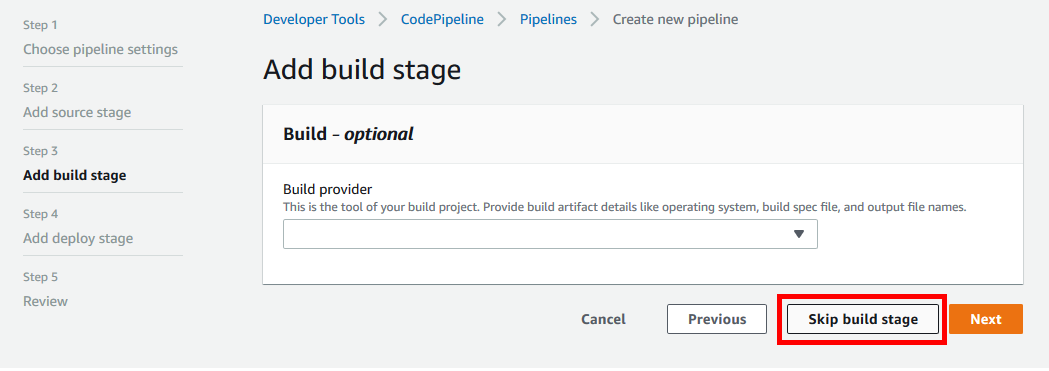 Developer Tools > CodePipeline > Pipelines > Create new pipeline
Step 1
Choose pipeline settings
Step 2
Add source stage
Step 3
Add build stage
Step 4
Add deploy stage
Step 5
Review
Add build stage
Build - optional
Build provider
This is the tool of your build project. Provide build artifact details like operating system, build spec file, and output file names.
Cancel Previous Skip build stage Next